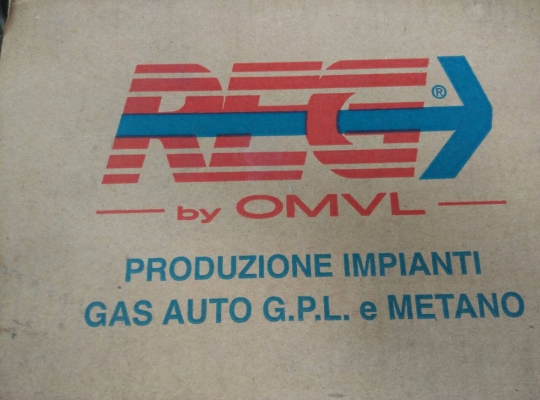 REG®
by OMVL
PRODUZIONE IMPIANTI
GAS AUTO G.P.L. e METANO